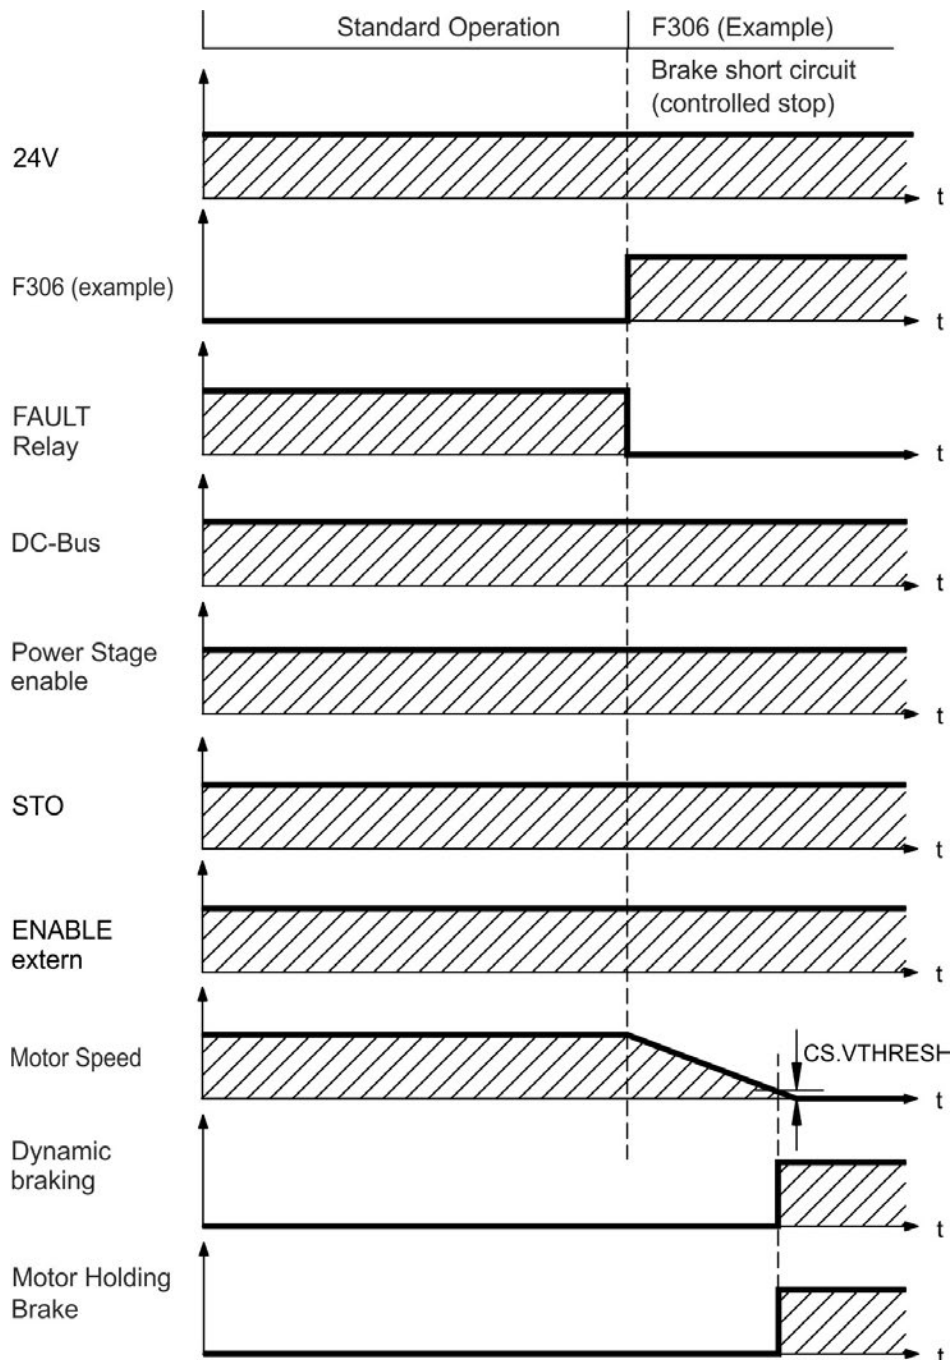 Standard Operation
F306 (Example)
Brake short circuit
(controlled stop)
24V
t
F306 (example)
t
FAULT
Relay
t
DC-Bus
t
Power Stage
enable
t
STO
t
ENABLE
extern
t
Motor Speed
CS.VTHRESH
t
Dynamic
braking
t
Motor Holding
Brake
t